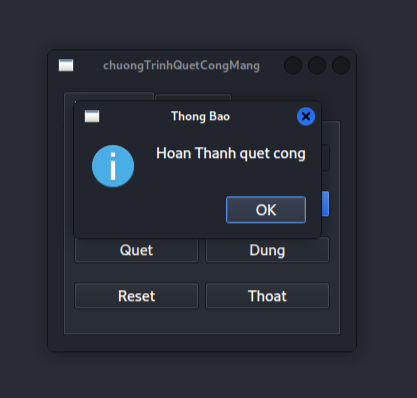 chuongTrinhQuetCongMang
Thong Bao
Hoan Thanh quet cong
OK
Quet
Dung
Reset
Thoat